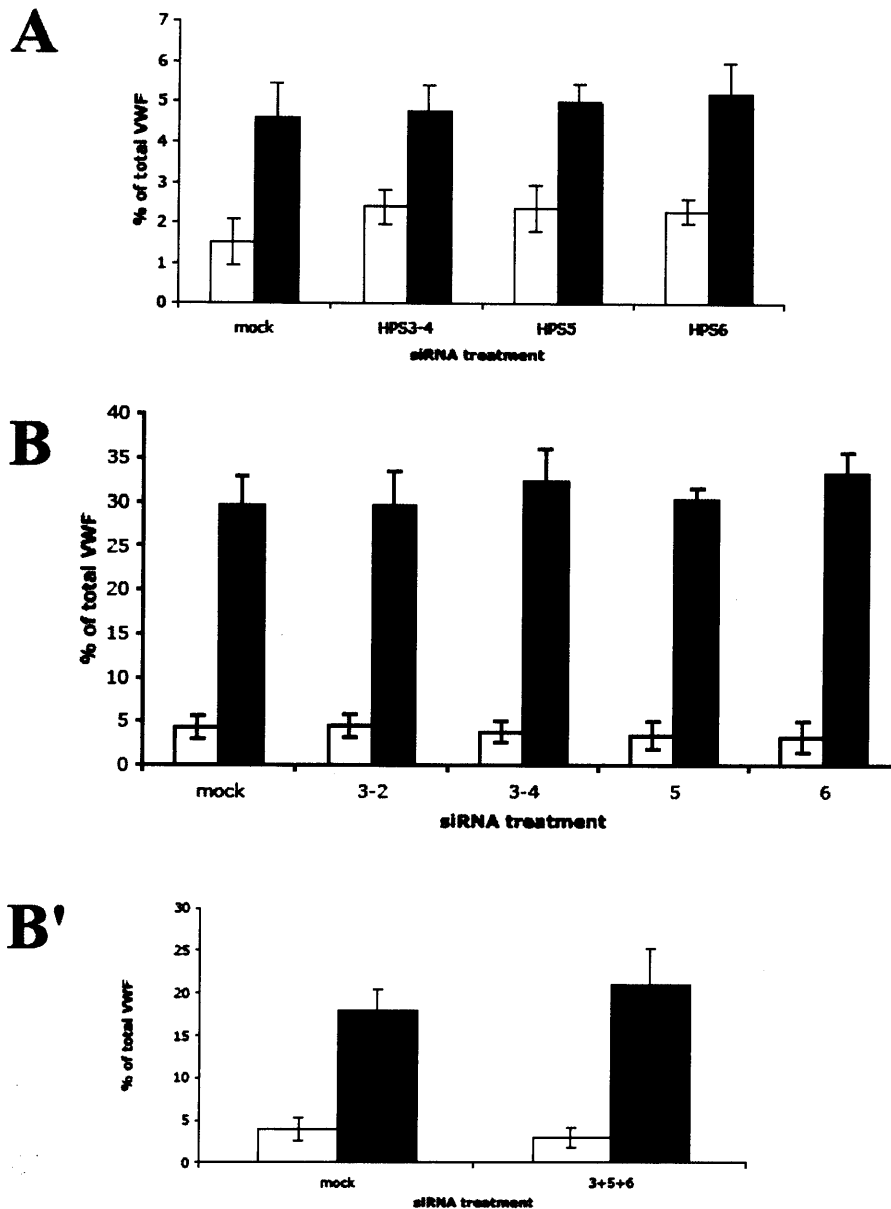 A
% of total VWF
7
6
5
4
3
2
1
0
mock HPS3-4 HPS5 HPS6
siRNA treatment
B
% of total VWF
40
35
30
25
20
15
10
5
0
mock 3-2 3-4 5 6
siRNA treatment
B'
% of total VWF
30
25
20
15
10
5
0
mock 3+5+6
siRNA treatment